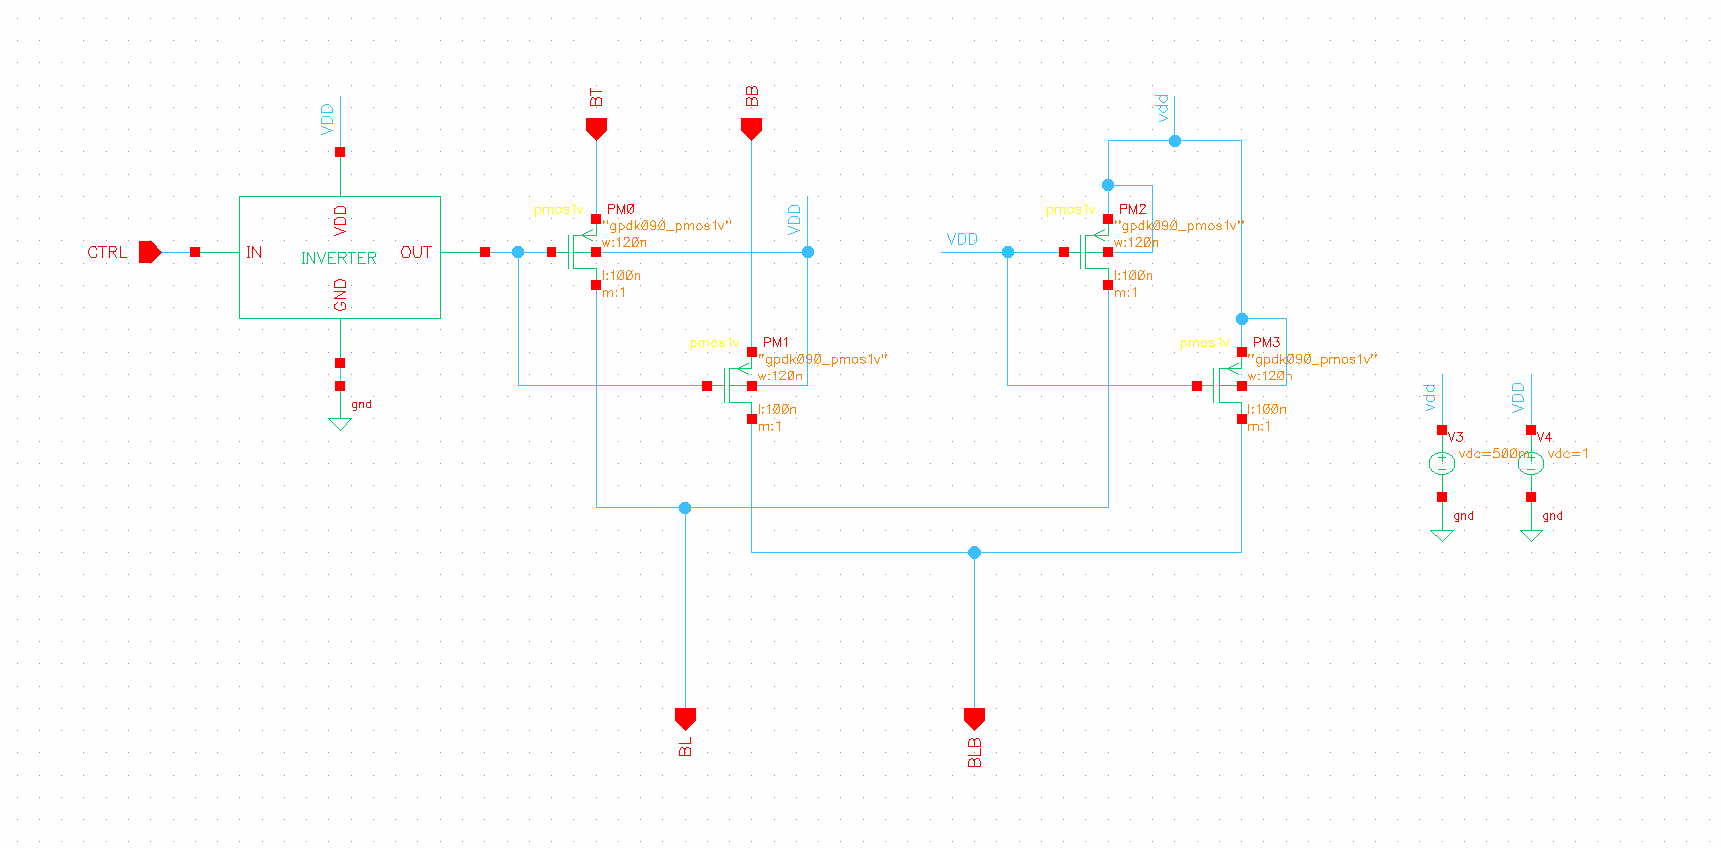 CTRL
VDD
VDD
IN
INVERTER
OUT
GND
gnd
BT
BB
pmos1v
PM0
"gpdk090_pmos1v"
w:120n
l:100n
m:1
VDD
pmos1v
PM1
"gpdk090_pmos1v"
w:120n
l:100n
m:1
vdd
VDD
pmos1v
PM2
"gpdk090_pmos1v"
w:120n
l:100n
m:1
pmos1v
PM3
"gpdk090_pmos1v"
w:120n
l:100n
m:1
vdd
V3
vdc=500m
gnd
VDD
V4
vdc=1
gnd
BL
BLB